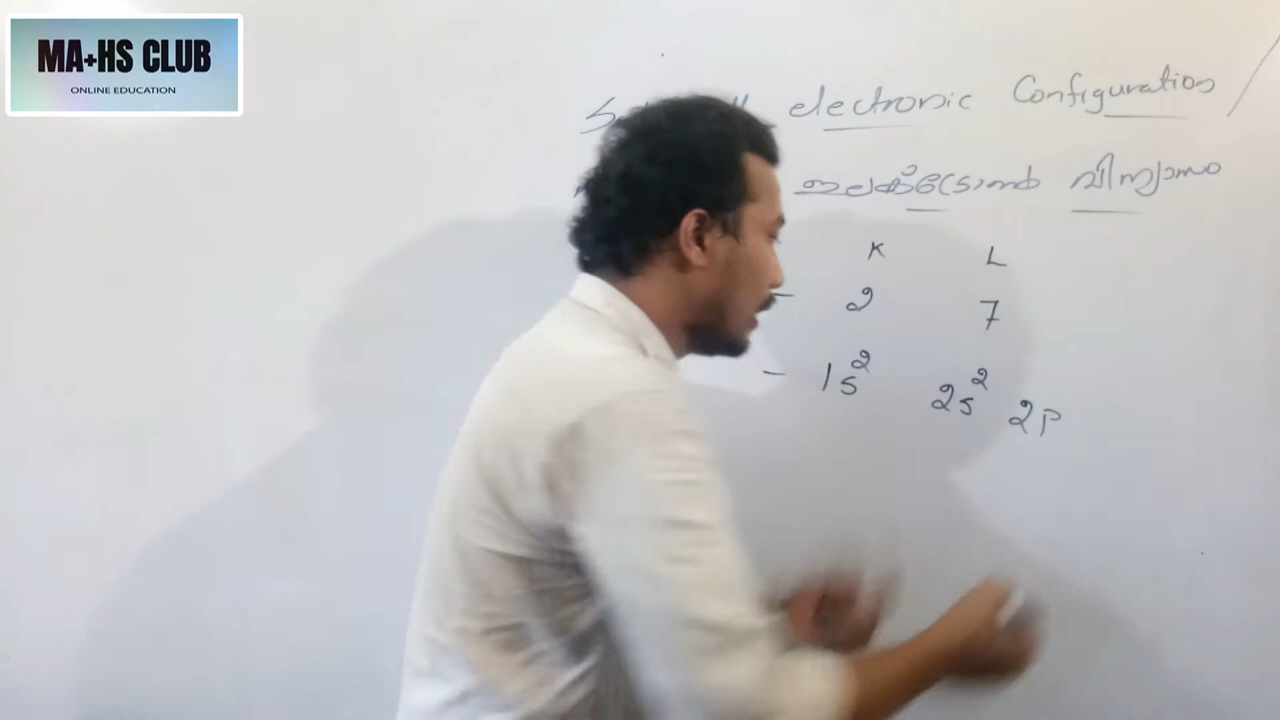 MA+HS CLUB
ONLINE EDUCATION
electronic Configuration /
ഇലക്ട്രോൺ വിന്യാസം
K L
- 2 7
- 1s² 2s² 2p